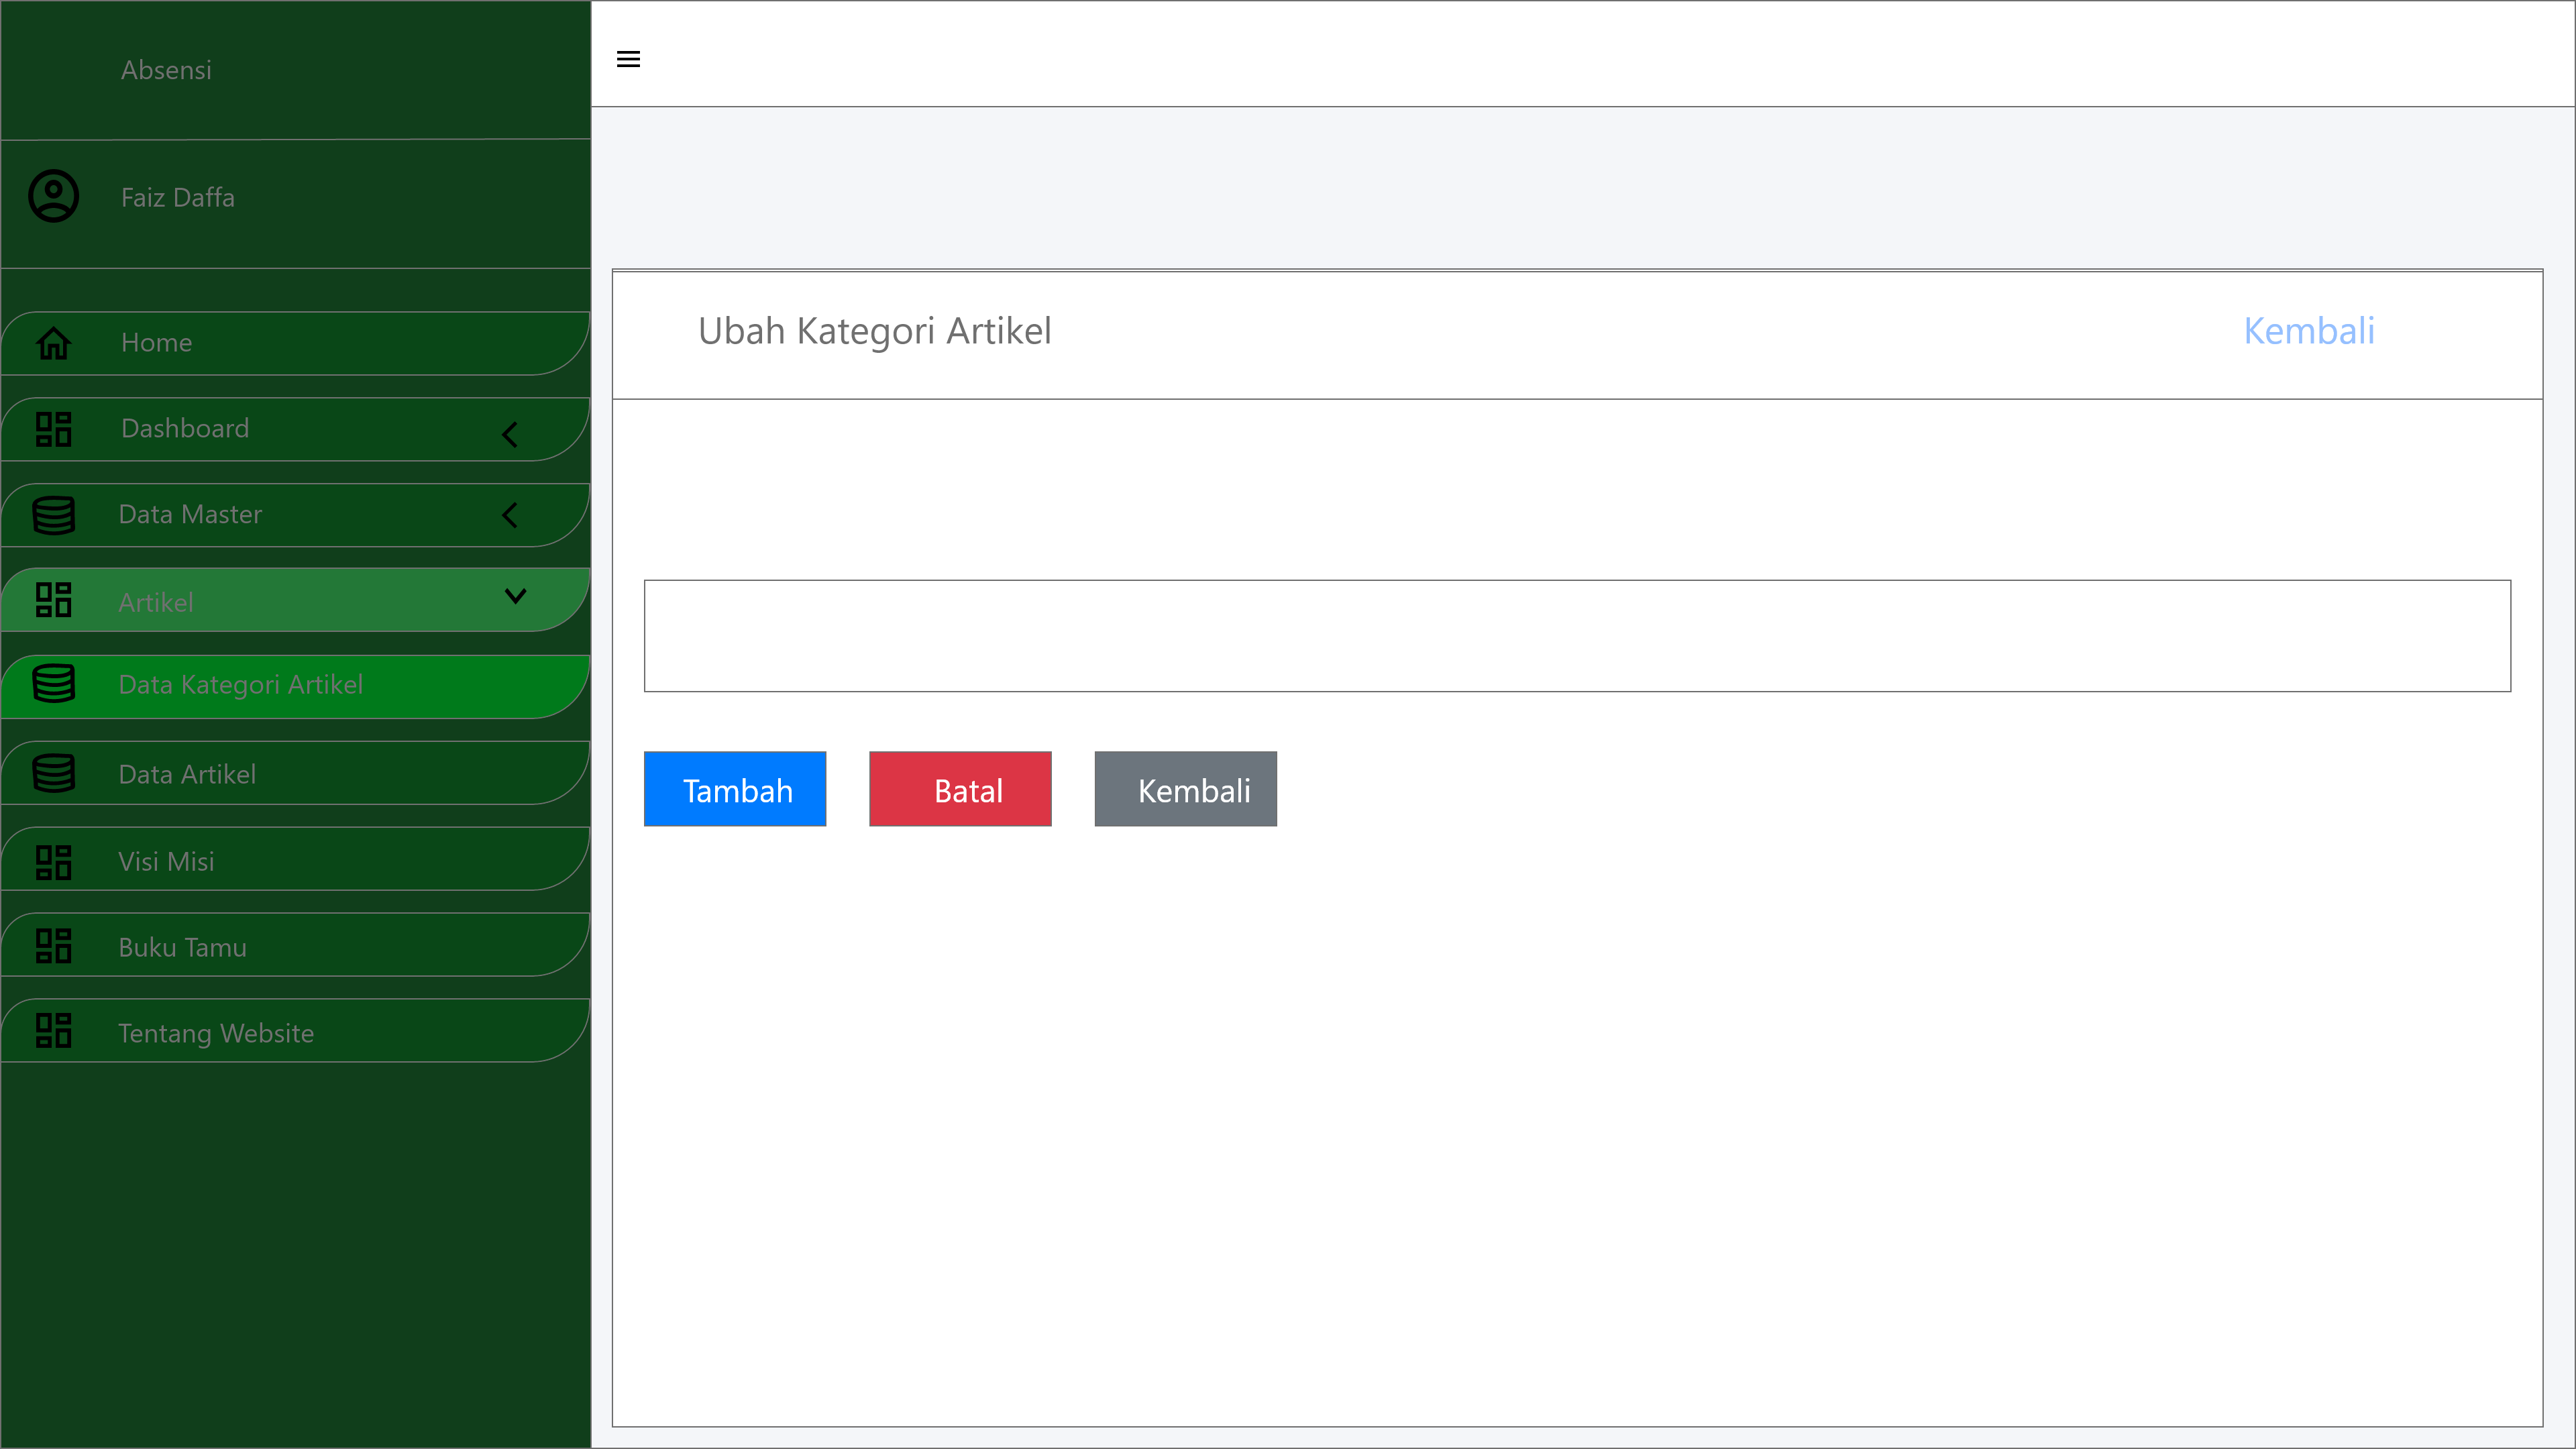 Absensi
Faiz Daffa
Home
Dashboard
Data Master
Artikel
Data Kategori Artikel
Data Artikel
Visi Misi
Buku Tamu
Tentang Website
Ubah Kategori Artikel
Kembali
Tambah
Batal
Kembali